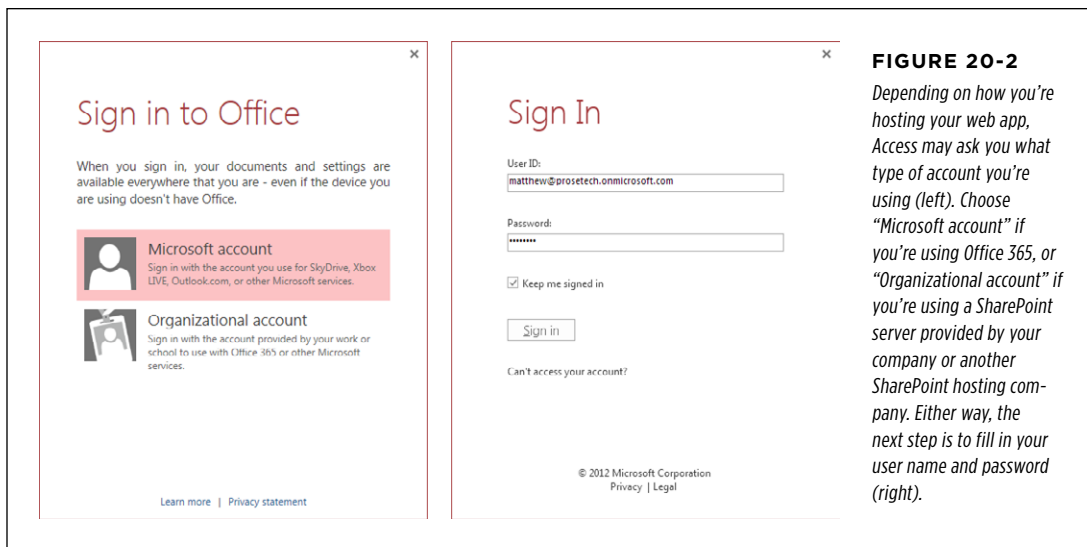 Sign in to Office
When you sign in, your documents and settings are
available everywhere that you are - even if the device you
are using doesn't have Office.
Microsoft account
Sign in with the account you use for SkyDrive, Xbox
LIVE, Outlook.com, or other Microsoft services.
Organizational account
Sign in with the account provided by your work or
school to use with Office 365 or other Microsoft
services.
Learn more | Privacy statement
Sign In
User ID:
matthew@prosetech.onmicrosoft.com
Password:
••••••••
Keep me signed in
Sign in
Can't access your account?
© 2012 Microsoft Corporation
Privacy | Legal
FIGURE 20-2
Depending on how you're
hosting your web app,
Access may ask you what
type of account you're
using (left). Choose
“Microsoft account” if
you're using Office 365, or
“Organizational account” if
you're using a SharePoint
server provided by your
company or another
SharePoint hosting com-
pany. Either way, the
next step is to fill in your
user name and password
(right).